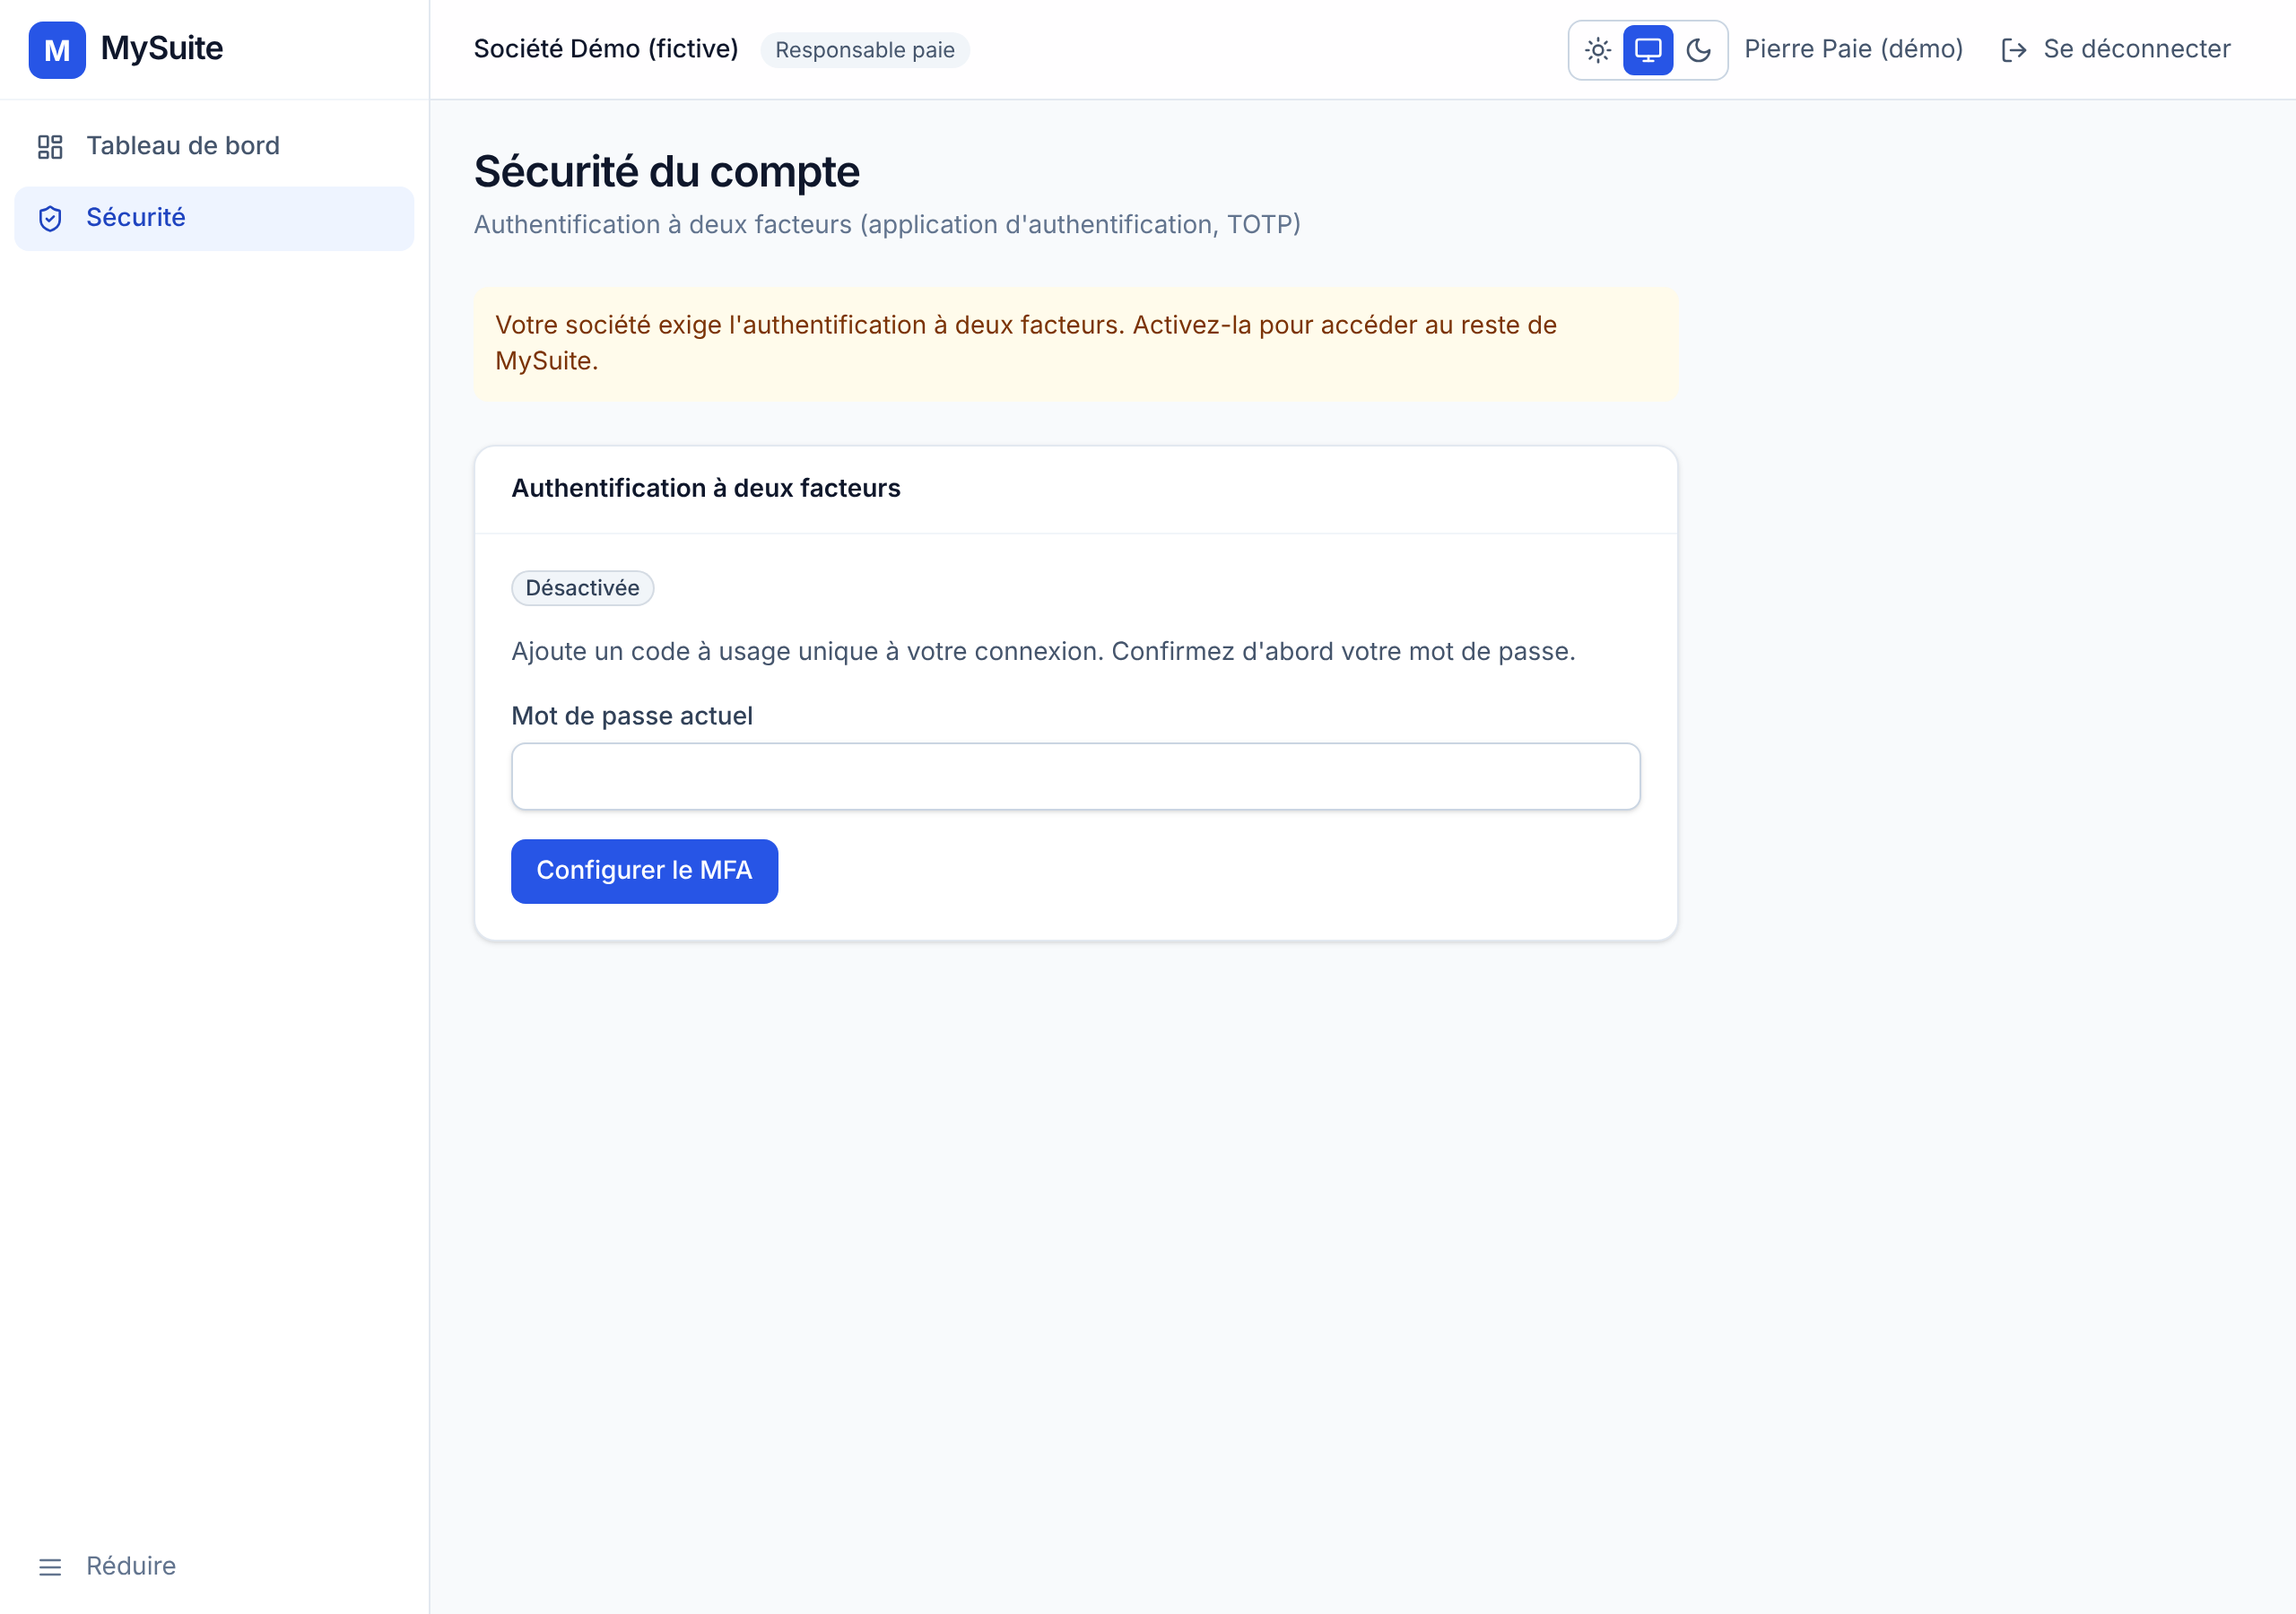 M MySuite
Société Démo (fictive) Responsable paie Pierre Paie (démo) Se déconnecter
Tableau de bord
Sécurité
Sécurité du compte
Authentification à deux facteurs (application d'authentification, TOTP)
Votre société exige l'authentification à deux facteurs. Activez-la pour accéder au reste de
MySuite.
Authentification à deux facteurs
Désactivée
Ajoute un code à usage unique à votre connexion. Confirmez d'abord votre mot de passe.
Mot de passe actuel
Configurer le MFA
Réduire